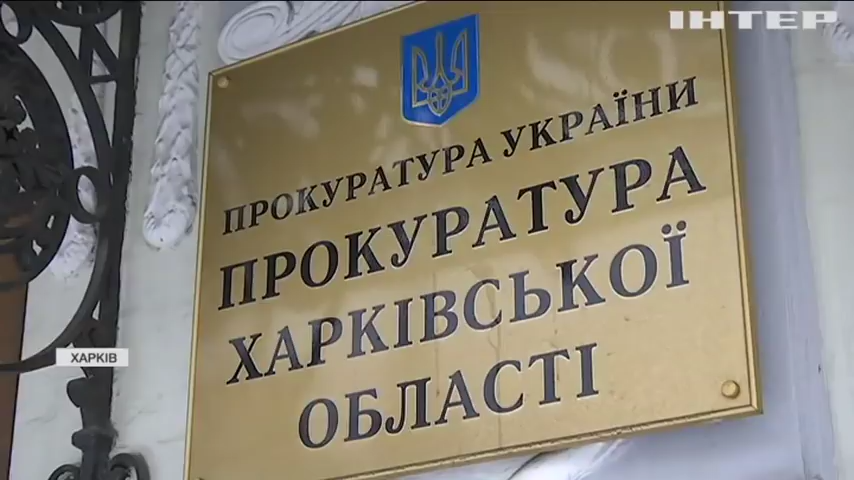 ІНТЕР
ПРОКУРАТУРА УКРАЇНИ
ПРОКУРАТУРА
ХАРКІВСЬКОЇ
ОБЛАСТІ
ХАРКІВ